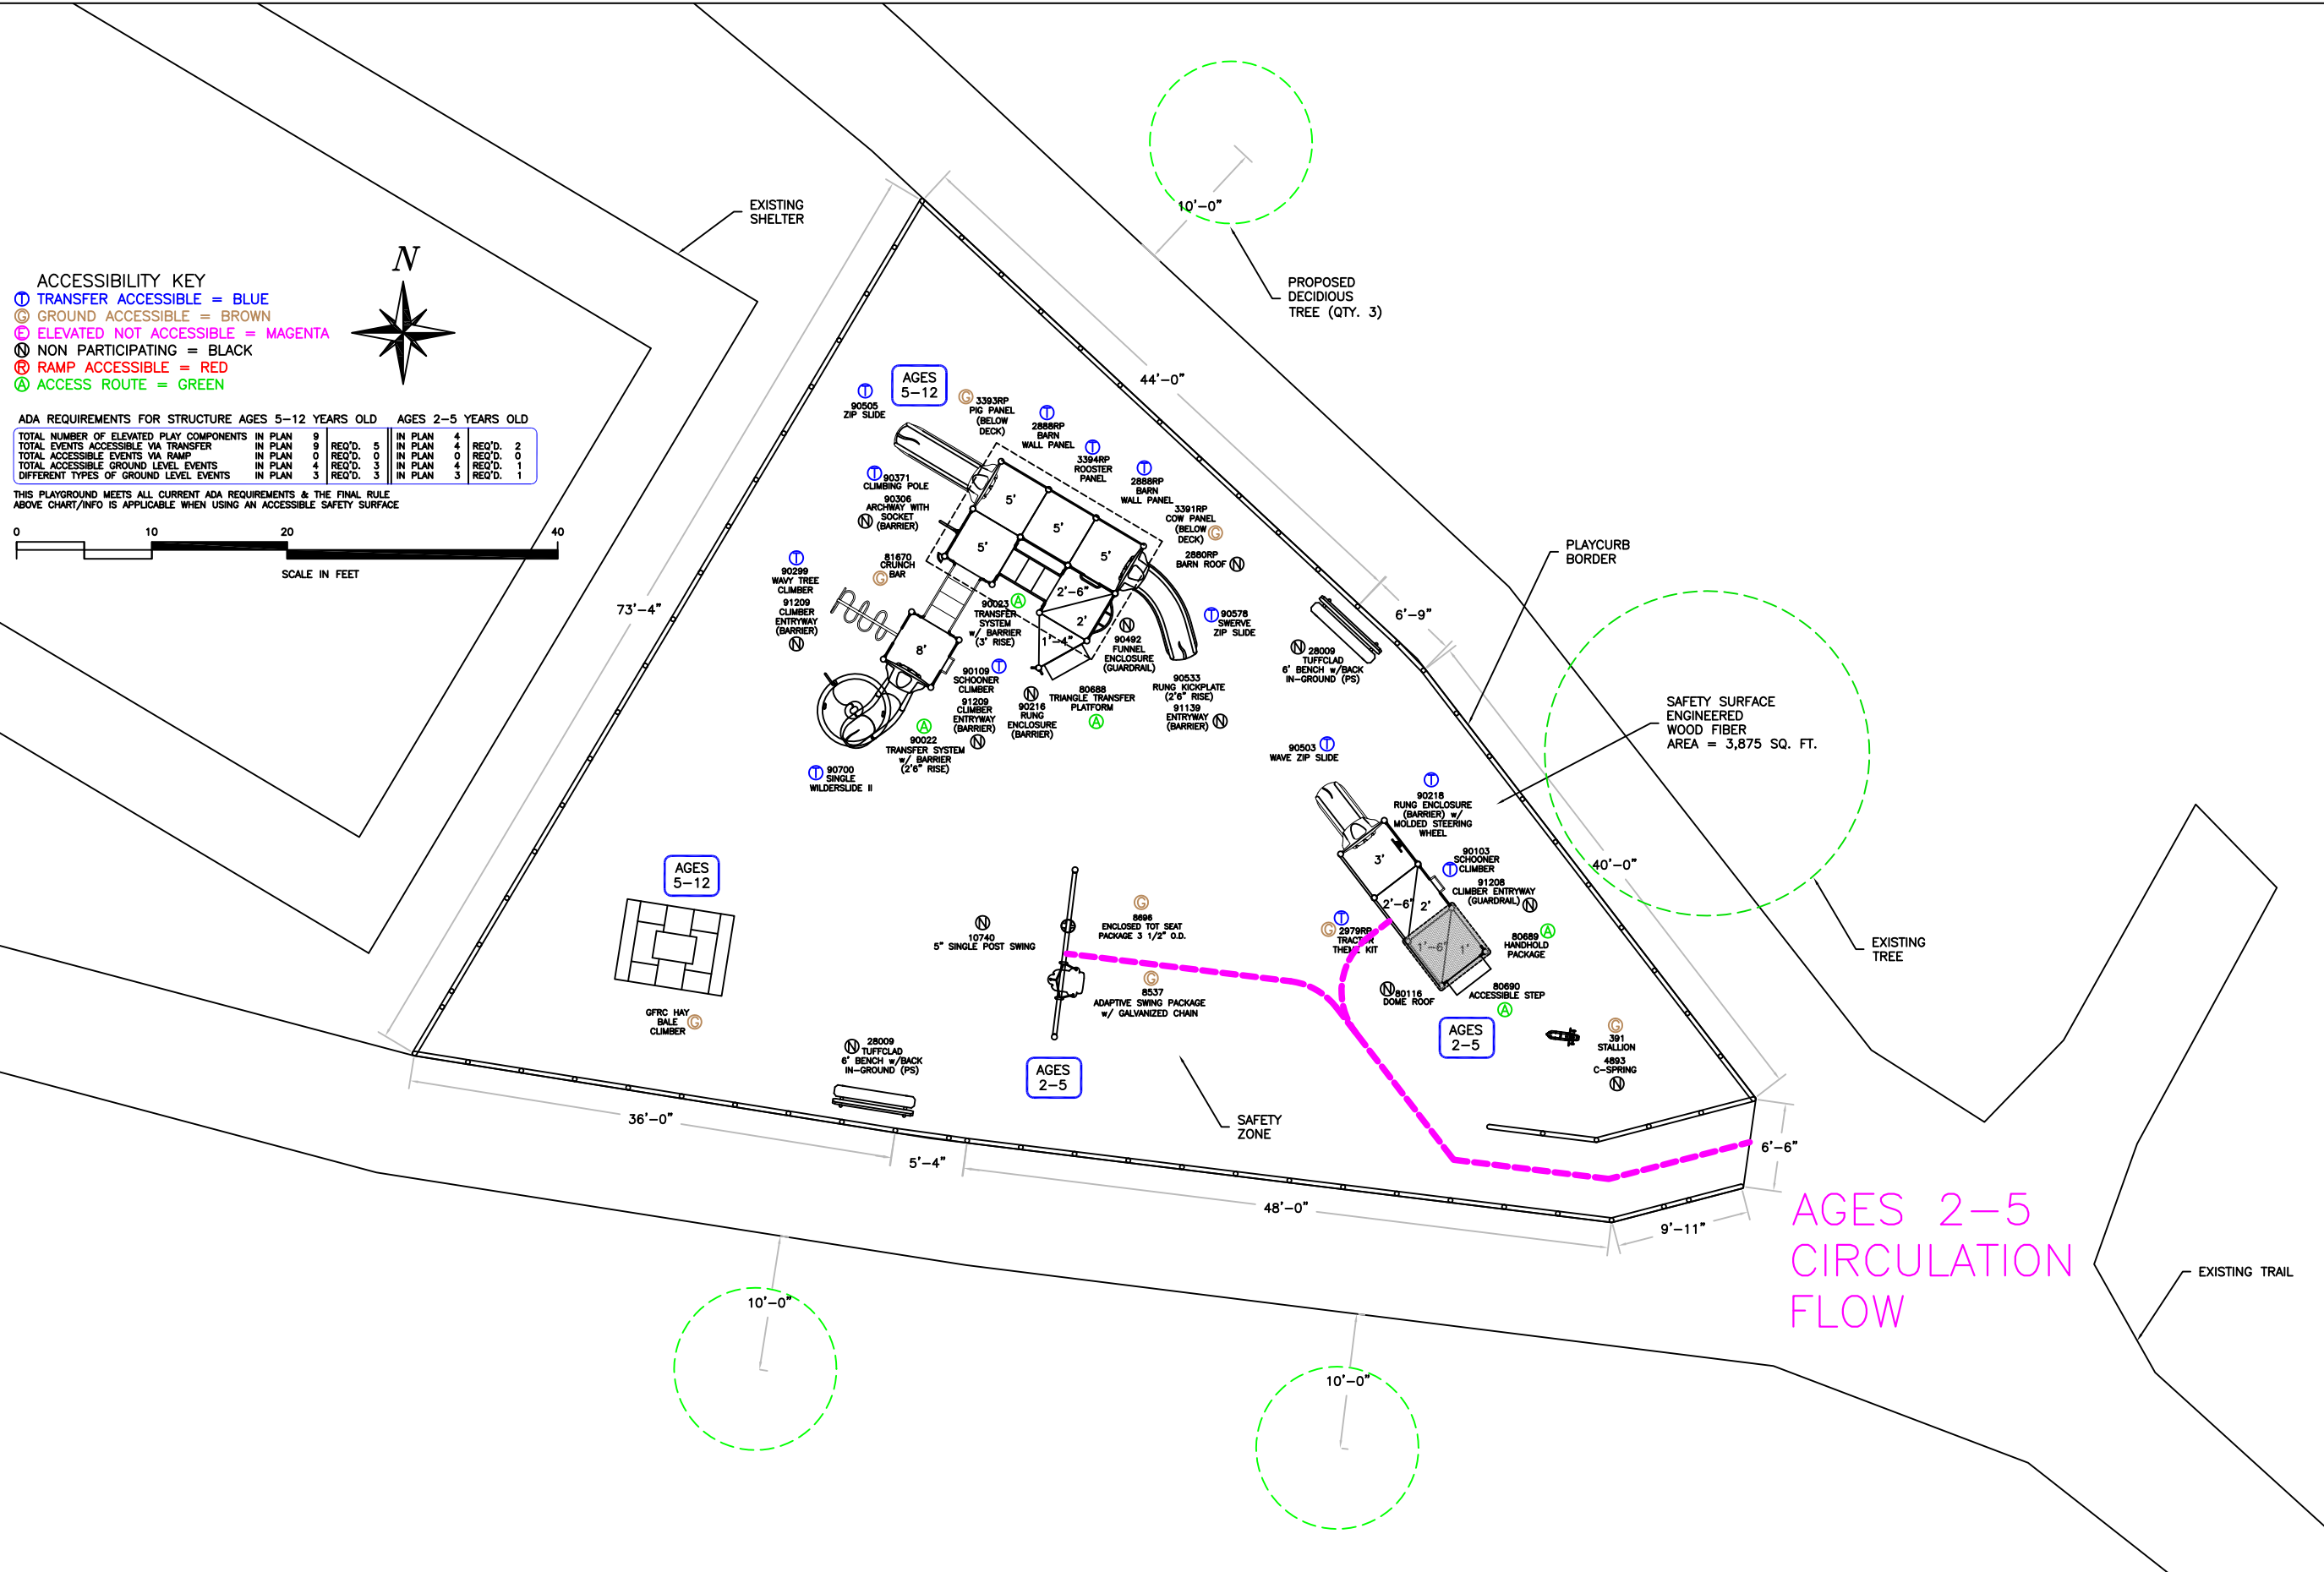 EXISTING
SHELTER
10'-0"
PROPOSED
DECIDIOUS
TREE (QTY. 3)
N
ACCESSIBILITY KEY
T TRANSFER ACCESSIBLE = BLUE
G GROUND ACCESSIBLE = BROWN
E ELEVATED NOT ACCESSIBLE = MAGENTA
N NON PARTICIPATING = BLACK
R RAMP ACCESSIBLE = RED
A ACCESS ROUTE = GREEN
ADA REQUIREMENTS FOR STRUCTURE AGES 5-12 YEARS OLD AGES 2-5 YEARS OLD
TOTAL NUMBER OF ELEVATED PLAY COMPONENTS IN PLAN 9 IN PLAN 4
TOTAL EVENTS ACCESSIBLE VIA TRANSFER IN PLAN 9 REQ'D. 5 IN PLAN 4 REQ'D. 2
TOTAL ACCESSIBLE EVENTS VIA RAMP IN PLAN 0 REQ'D. 0 IN PLAN 0 REQ'D. 0
TOTAL ACCESSIBLE GROUND LEVEL EVENTS IN PLAN 4 REQ'D. 3 IN PLAN 4 REQ'D. 1
DIFFERENT TYPES OF GROUND LEVEL EVENTS IN PLAN 3 REQ'D. 3 IN PLAN 3 REQ'D. 1
THIS PLAYGROUND MEETS ALL CURRENT ADA REQUIREMENTS & THE FINAL RULE
ABOVE CHART/INFO IS APPLICABLE WHEN USING AN ACCESSIBLE SAFETY SURFACE
0 10 20 40
SCALE IN FEET
73'-4"
44'-0"
AGES
5-12
T
90505
ZIP SLIDE
G 3393RP
PIG PANEL
(BELOW
DECK)
T
2888RP
BARN
WALL PANEL
T
3394RP
ROOSTER
PANEL
T
2888RP
BARN
WALL PANEL
3391RP
COW PANEL
(BELOW
DECK) G
2880RP
BARN ROOF N
T 90371
CLIMBING POLE
90306
ARCHWAY WITH
N SOCKET
(BARRIER)
81670
CRUNCH
G BAR
T
90299
WAVY TREE
CLIMBER
91209
CLIMBER
ENTRYWAY
(BARRIER)
N
5'
5'
5'
5'
2'-6"
2'
1'-4"
8'
90023 A
TRANSFER
SYSTEM
w/ BARRIER
(3' RISE)
90109 T
SCHOONER
CLIMBER
91209
CLIMBER
ENTRYWAY
(BARRIER)
N
N
90216
RUNG
ENCLOSURE
(BARRIER)
80688
TRIANGLE TRANSFER
PLATFORM
A
N
90492
FUNNEL
ENCLOSURE
(GUARDRAIL)
T 90578
SWERVE
ZIP SLIDE
90533
RUNG KICKPLATE
(2'6" RISE)
91139
ENTRYWAY
(BARRIER) N
A
90022
TRANSFER SYSTEM
w/ BARRIER
(2'6" RISE)
T 90700
SINGLE
WILDERSLIDE II
6'-9"
N 28009
TUFFCLAD
6' BENCH w/BACK
IN-GROUND (PS)
PLAYCURB
BORDER
SAFETY SURFACE
ENGINEERED
WOOD FIBER
AREA = 3,875 SQ. FT.
40'-0"
EXISTING
TREE
90503 T
WAVE ZIP SLIDE
T
90218
RUNG ENCLOSURE
(BARRIER) w/
MOLDED STEERING
WHEEL
90103
SCHOONER
T CLIMBER
91208
CLIMBER ENTRYWAY
(GUARDRAIL) N
3'
2'-6"
2'
1'-6"
1'
T
G 2979RP
TRACTOR
THEME KIT
80689 A
HANDHOLD
PACKAGE
N 80116
DOME ROOF
80690
ACCESSIBLE STEP
A
AGES
2-5
G
391
STALLION
4893
C-SPRING
N
AGES
5-12
GFRC HAY
BALE
CLIMBER G
N
10740
5" SINGLE POST SWING
G
8696
ENCLOSED TOT SEAT
PACKAGE 3 1/2" O.D.
G
8537
ADAPTIVE SWING PACKAGE
w/ GALVANIZED CHAIN
N 28009
TUFFCLAD
6' BENCH w/BACK
IN-GROUND (PS)
AGES
2-5
SAFETY
ZONE
36'-0"
5'-4"
48'-0"
9'-11"
6'-6"
AGES 2-5
CIRCULATION
FLOW
EXISTING TRAIL
10'-0"
10'-0"